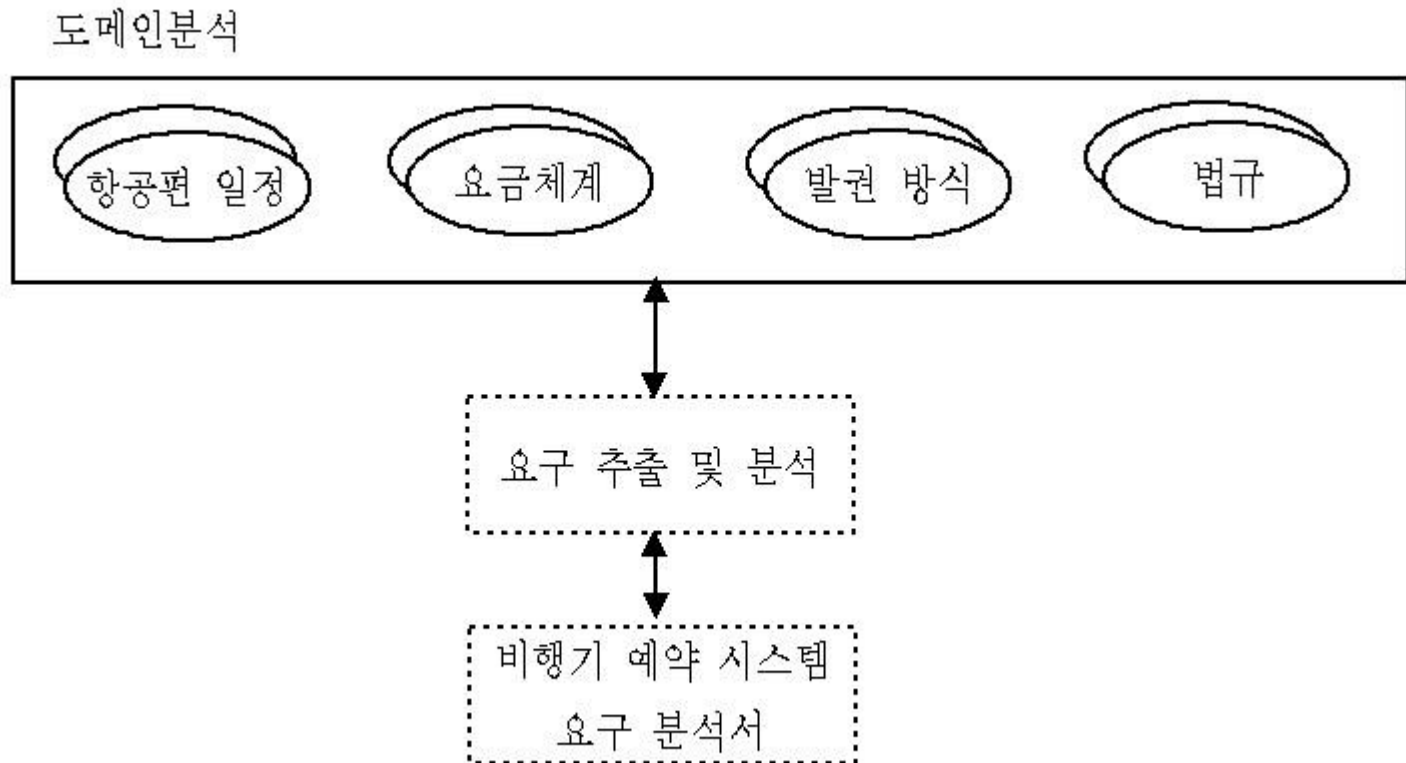 도메인분석
항공편 일정
요금체계
발권 방식
법규
요구 추출 및 분석
비행기 예약 시스템
요구 분석서